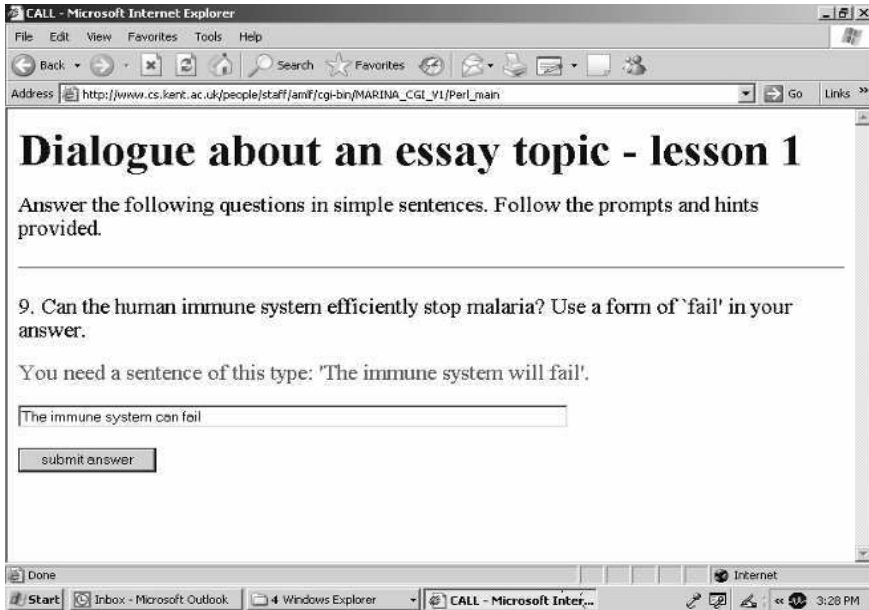 CALL - Microsoft Internet Explorer
File Edit View Favorites Tools Help
Back Search Favorites
Address http://www.cs.kent.ac.uk/people/staff/amf/cgi-bin/MARINA_CGI_V1/Perl_main Go Links »
Dialogue about an essay topic - lesson 1
Answer the following questions in simple sentences. Follow the prompts and hints
provided.
9. Can the human immune system efficiently stop malaria? Use a form of `fail' in your
answer.
You need a sentence of this type: 'The immune system will fail'.
The immune system can fail
submit answer
Done Internet
Start Inbox - Microsoft Outlook 4 Windows Explorer CALL - Microsoft Inter... « 3:28 PM